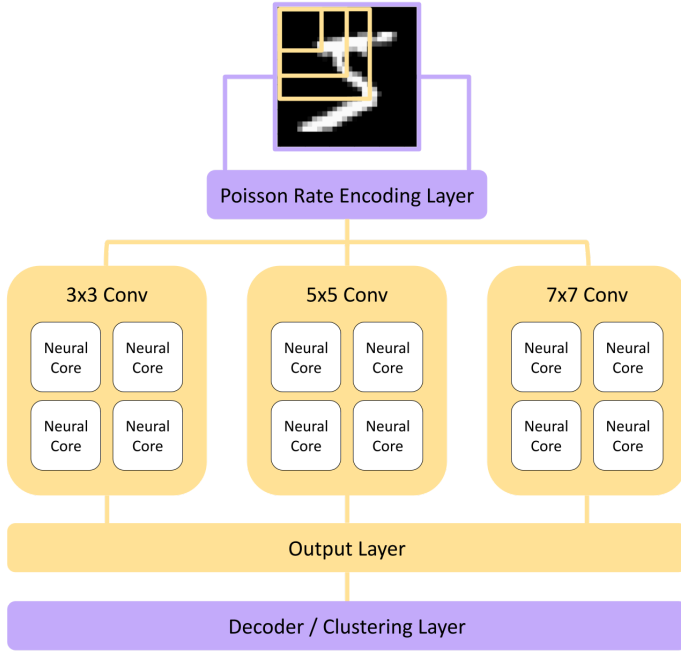 Poisson Rate Encoding Layer
3x3 Conv
5x5 Conv
7x7 Conv
Neural
Core
Neural
Core
Neural
Core
Neural
Core
Neural
Core
Neural
Core
Neural
Core
Neural
Core
Neural
Core
Neural
Core
Neural
Core
Neural
Core
Output Layer
Decoder / Clustering Layer